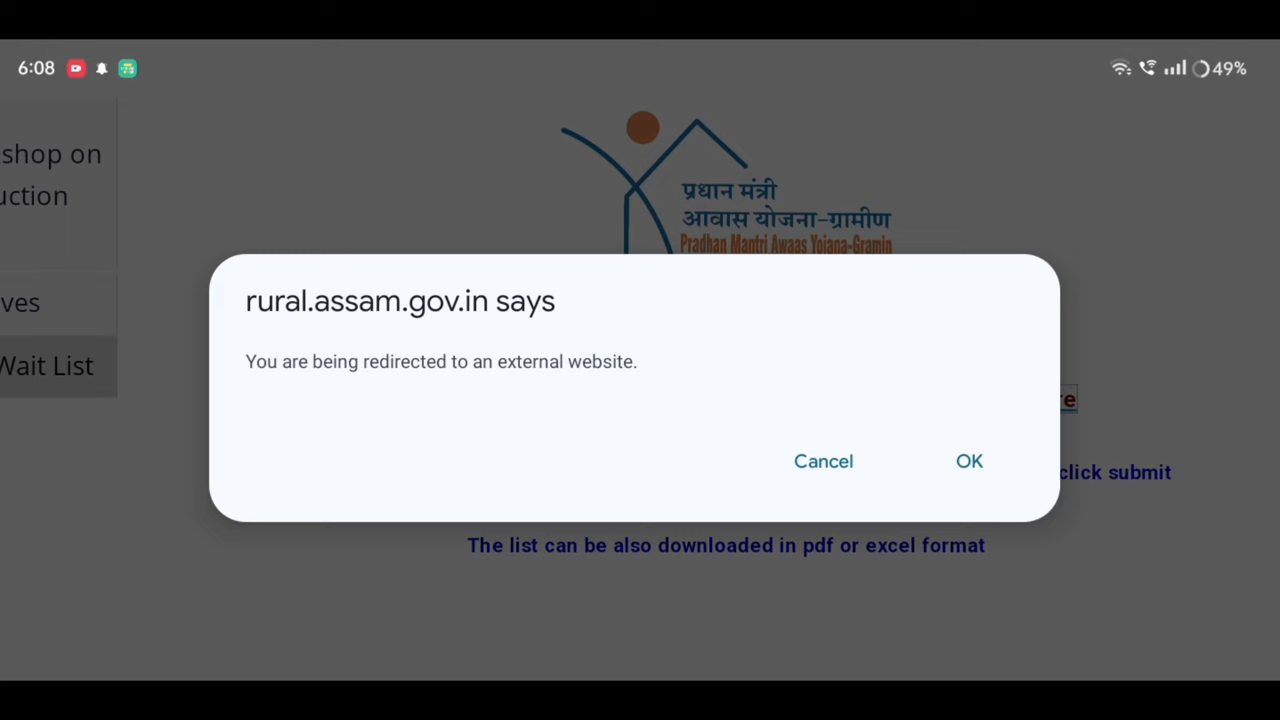 6:08
49%
shop on
uction
प्रधान मंत्री
आवास योजना-ग्रामीण
Pradhan Mantri Awaas Yojana-Gramin
rural.assam.gov.in says
ves
You are being redirected to an external website.
Wait List
re
Cancel
OK
click submit
The list can be also downloaded in pdf or excel format